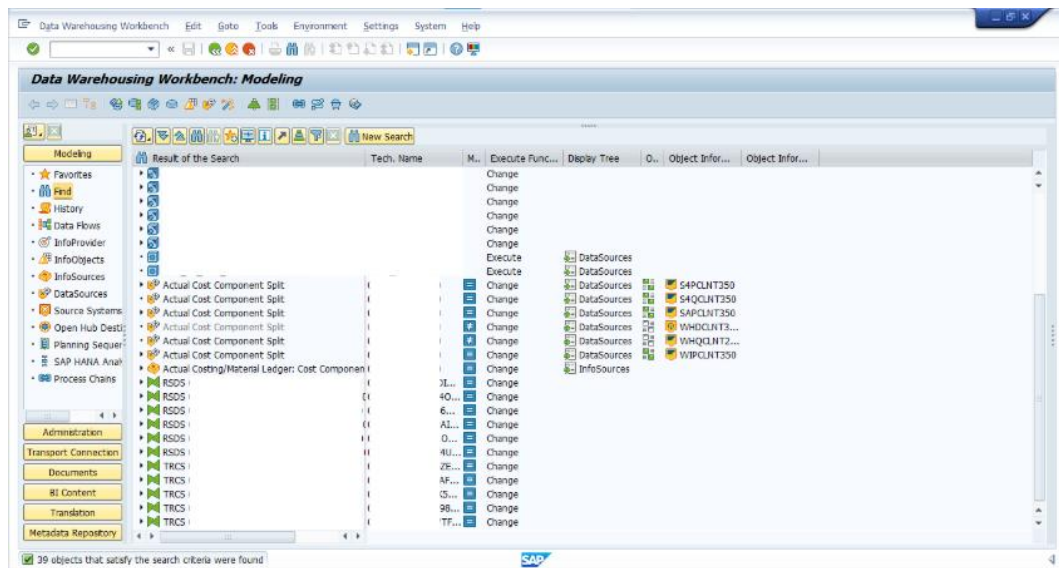 Data Warehousing Workbench Edit Goto Tools Environment Settings System Help
Data Warehousing Workbench: Modeling
New Search
Modeling
Favorites
Find
History
Data Flows
InfoProvider
InfoObjects
InfoSources
DataSources
Source Systems
Open Hub Desti
Planning Sequer
SAP HANA Anal
Process Chains
Administration
Transport Connection
Documents
BI Content
Translation
Metadata Repository
Result of the Search Tech. Name M.. Execute Func... Display Tree O.. Object Infor... Object Infor...
Change
Change
Change
Change
Change
Change
Execute DataSources
Execute DataSources
Actual Cost Component Split Change DataSources S4PCLNT350
Actual Cost Component Split Change DataSources S4QCLNT350
Actual Cost Component Split Change DataSources SAPCLNT350
Actual Cost Component Split Change DataSources WHDCLNT3...
Actual Cost Component Split Change DataSources WHQCLNT2...
Actual Cost Component Split Change DataSources WIPCLNT350
Actual Costing/Material Ledger: Cost Componen Change InfoSources
RSDS Change
RSDS 4O... Change
RSDS 6... Change
RSDS AI... Change
RSDS O... Change
RSDS 4U... Change
TRCS ZE... Change
TRCS AF... Change
TRCS Change
TRCS 98... Change
TRCS TF... Change
39 objects that satisfy the search criteria were found
SAP